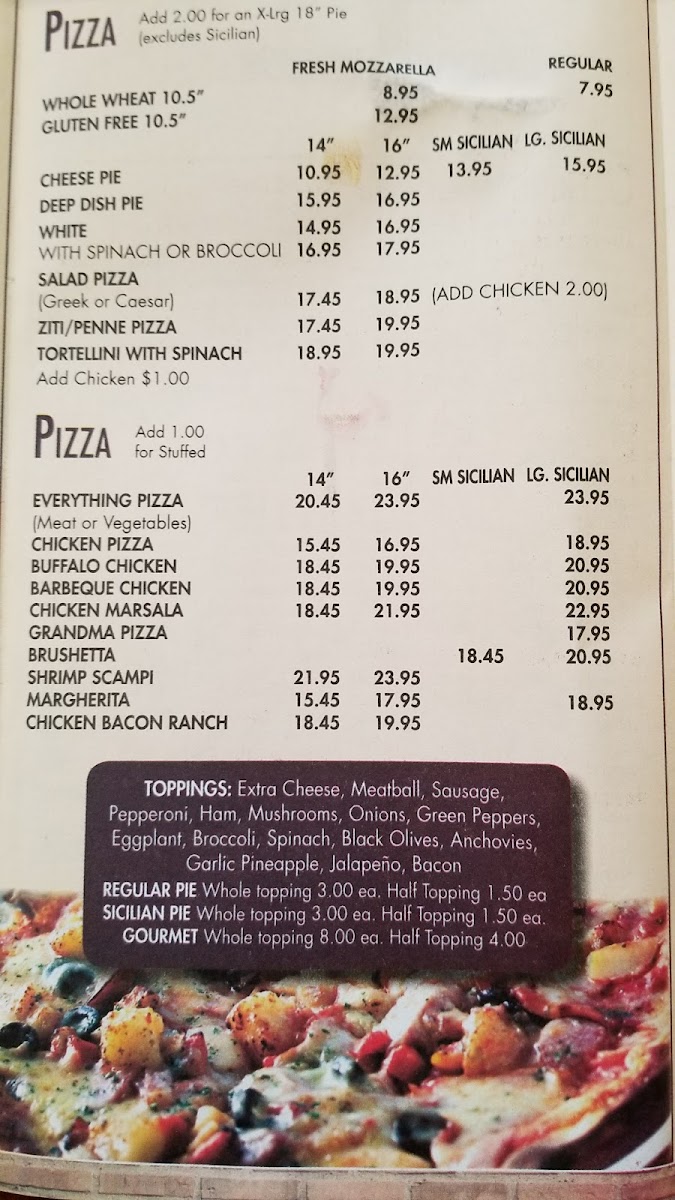 PIZZA Add 2.00 for an X-Lrg 18" Pie
(excludes Sicilian)
FRESH MOZZARELLA REGULAR
WHOLE WHEAT 10.5" 8.95 7.95
GLUTEN FREE 10.5" 12.95
14" 16" SM SICILIAN LG. SICILIAN
CHEESE PIE 10.95 12.95 13.95 15.95
DEEP DISH PIE 15.95 16.95
WHITE 14.95 16.95
WITH SPINACH OR BROCCOLI 16.95 17.95
SALAD PIZZA
(Greek or Caesar) 17.45 18.95 (ADD CHICKEN 2.00)
ZITI/PENNE PIZZA 17.45 19.95
TORTELLINI WITH SPINACH 18.95 19.95
Add Chicken $1.00
PIZZA Add 1.00
for Stuffed
14" 16" SM SICILIAN LG. SICILIAN
EVERYTHING PIZZA 20.45 23.95 23.95
(Meat or Vegetables)
CHICKEN PIZZA 15.45 16.95 18.95
BUFFALO CHICKEN 18.45 19.95 20.95
BARBEQUE CHICKEN 18.45 19.95 20.95
CHICKEN MARSALA 18.45 21.95 22.95
GRANDMA PIZZA 17.95
BRUSHETTA 18.45 20.95
SHRIMP SCAMPI 21.95 23.95
MARGHERITA 15.45 17.95 18.95
CHICKEN BACON RANCH 18.45 19.95
TOPPINGS: Extra Cheese, Meatball, Sausage,
Pepperoni, Ham, Mushrooms, Onions, Green Peppers,
Eggplant, Broccoli, Spinach, Black Olives, Anchovies,
Garlic Pineapple, Jalapeño, Bacon
REGULAR PIE Whole topping 3.00 ea. Half Topping 1.50 ea
SICILIAN PIE Whole topping 3.00 ea. Half Topping 1.50 ea.
GOURMET Whole topping 8.00 ea. Half Topping 4.00